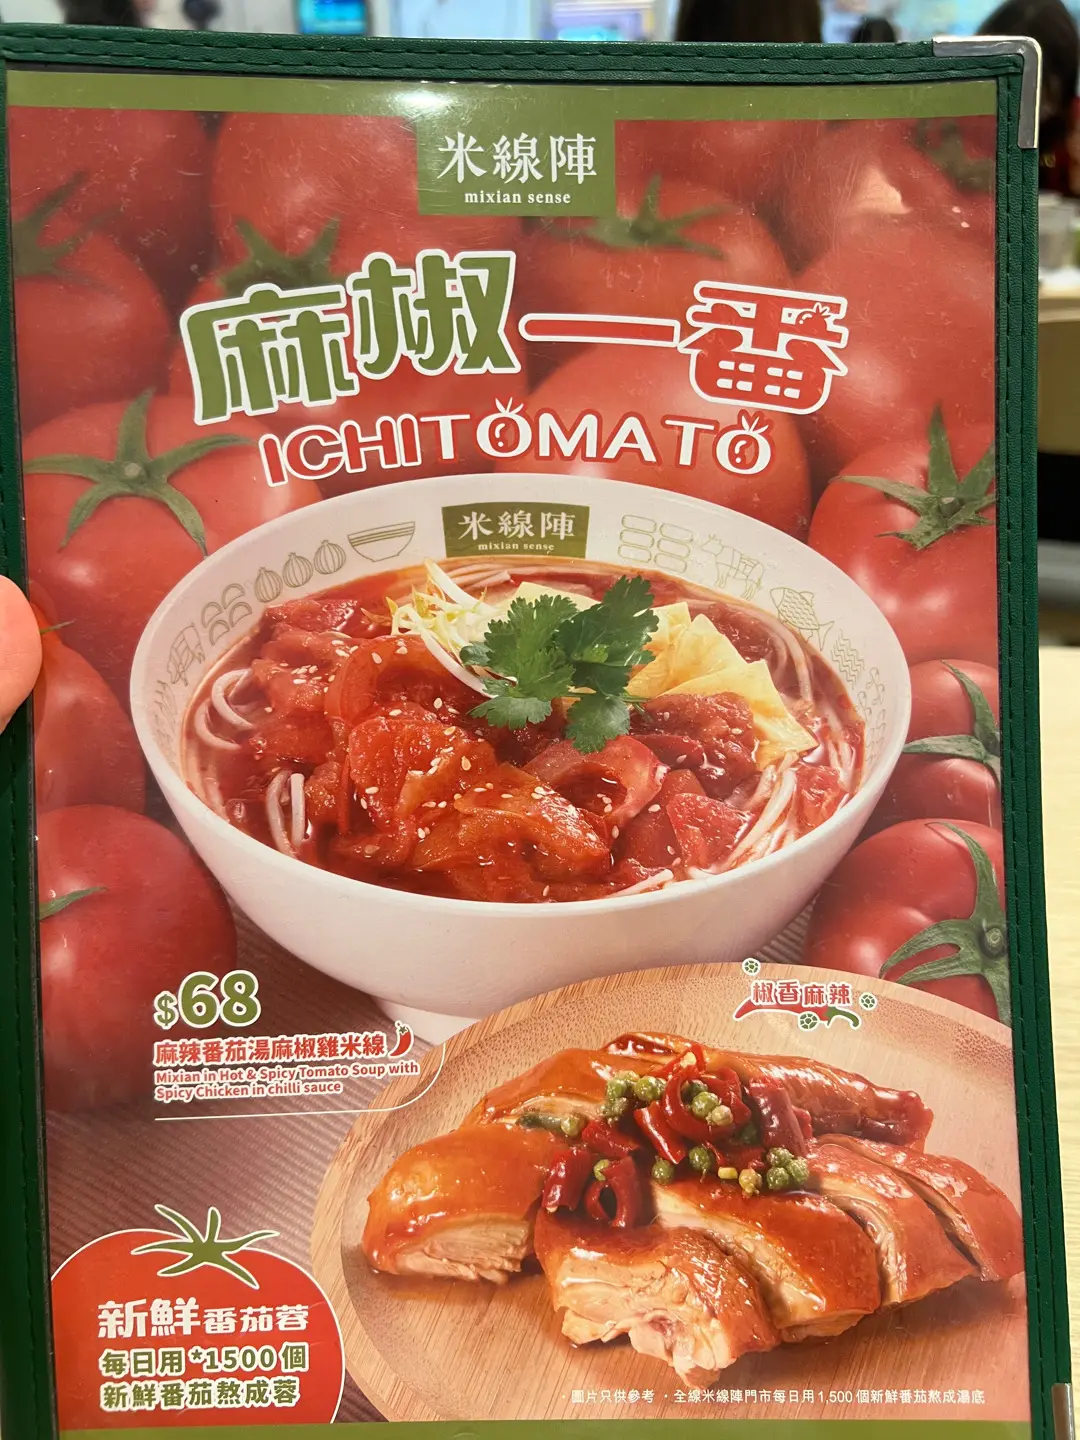 米線陣
mixian sense
麻椒一番
ICHITOMATO
米線陣
mixian sense
$68
麻辣番茄湯麻椒雞米線
Mixian in Hot & Spicy Tomato Soup with
Spicy Chicken in chilli sauce
椒香麻辣
新鮮番茄蓉
每日用*1500個
新鮮番茄熬成蓉
·圖片只供參考 ·全線米線陣門市每日用1,500個新鮮番茄熬成湯底